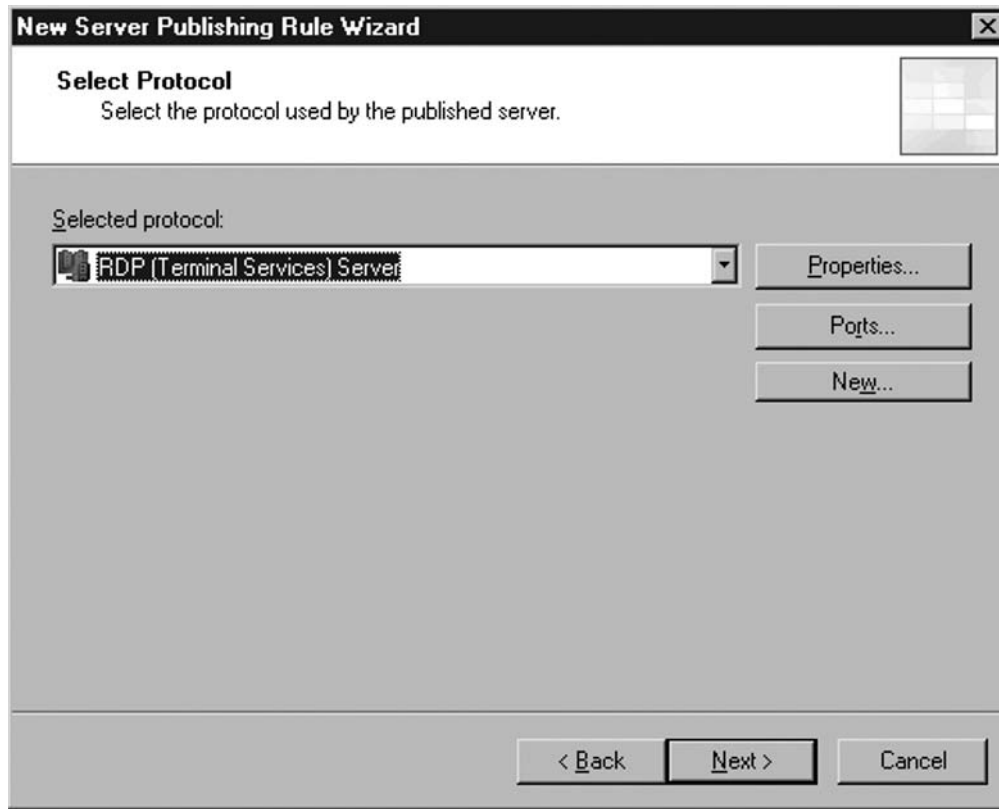 New Server Publishing Rule Wizard
Select Protocol
Select the protocol used by the published server.
Selected protocol:
RDP (Terminal Services) Server
Properties...
Ports...
New...
< Back
Next >
Cancel